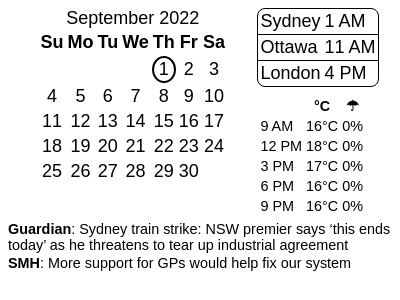 September 2022
Su Mo Tu We Th Fr Sa
1 2 3
4 5 6 7 8 9 10
11 12 13 14 15 16 17
18 19 20 21 22 23 24
25 26 27 28 29 30
Sydney 1 AM
Ottawa 11 AM
London 4 PM
°C ☂
9 AM 16°C 0%
12 PM 18°C 0%
3 PM 17°C 0%
6 PM 16°C 0%
9 PM 16°C 0%
Guardian: Sydney train strike: NSW premier says ‘this ends
today’ as he threatens to tear up industrial agreement
SMH: More support for GPs would help fix our system